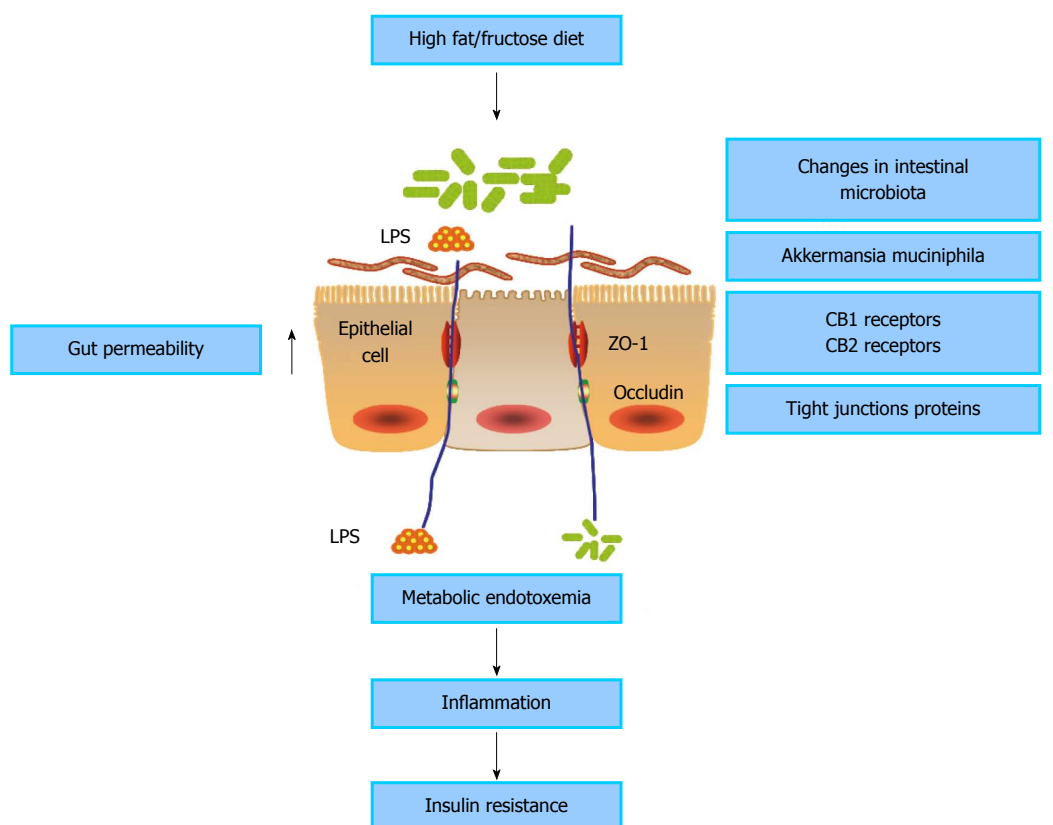 High fat/fructose diet
Changes in intestinal
microbiota
LPS
Akkermansia muciniphila
Epithelial
cell
ZO-1
CB1 receptors
CB2 receptors
Gut permeability
Occludin
Tight junctions proteins
LPS
Metabolic endotoxemia
Inflammation
Insulin resistance